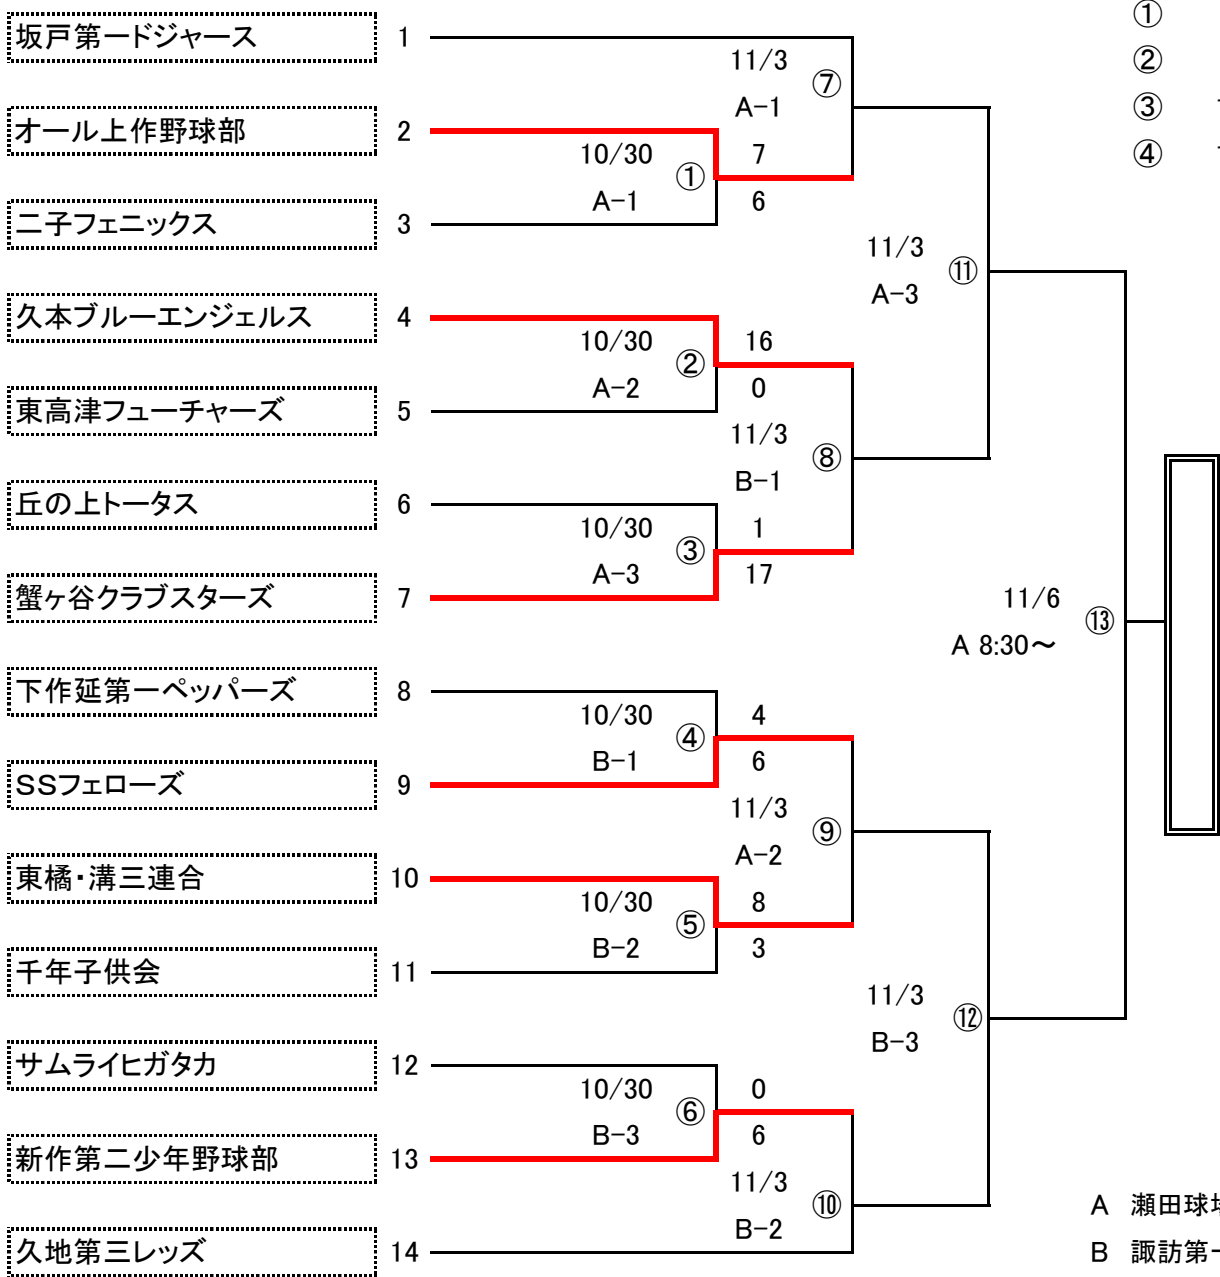 ①
坂戸第一ドジャース 1
11/3 ⑦
②
A-1
③
オール上作野球部 2
10/30 ① 7
④
A-1 6
二子フェニックス 3
11/3 ⑪
A-3
久本ブルーエンジェルス 4
10/30 ② 16
A-2 0
東高津フューチャーズ 5
11/3 ⑧
B-1
丘の上トータス 6
10/30 ③ 1
A-3 17
蟹ヶ谷クラブスターズ 7
11/6 ⑬
A 8:30～
下作延第一ペッパーズ 8
10/30 ④ 4
B-1 6
SSフェローズ 9
11/3 ⑨
A-2
東橘・溝三連合 10
10/30 ⑤ 8
B-2 3
千年子供会 11
11/3 ⑫
B-3
サムライヒガタカ 12
10/30 ⑥ 0
B-3 6
新作第二少年野球部 13
11/3 ⑩
B-2
A 瀬田球場
久地第三レッズ 14
B 諏訪第一